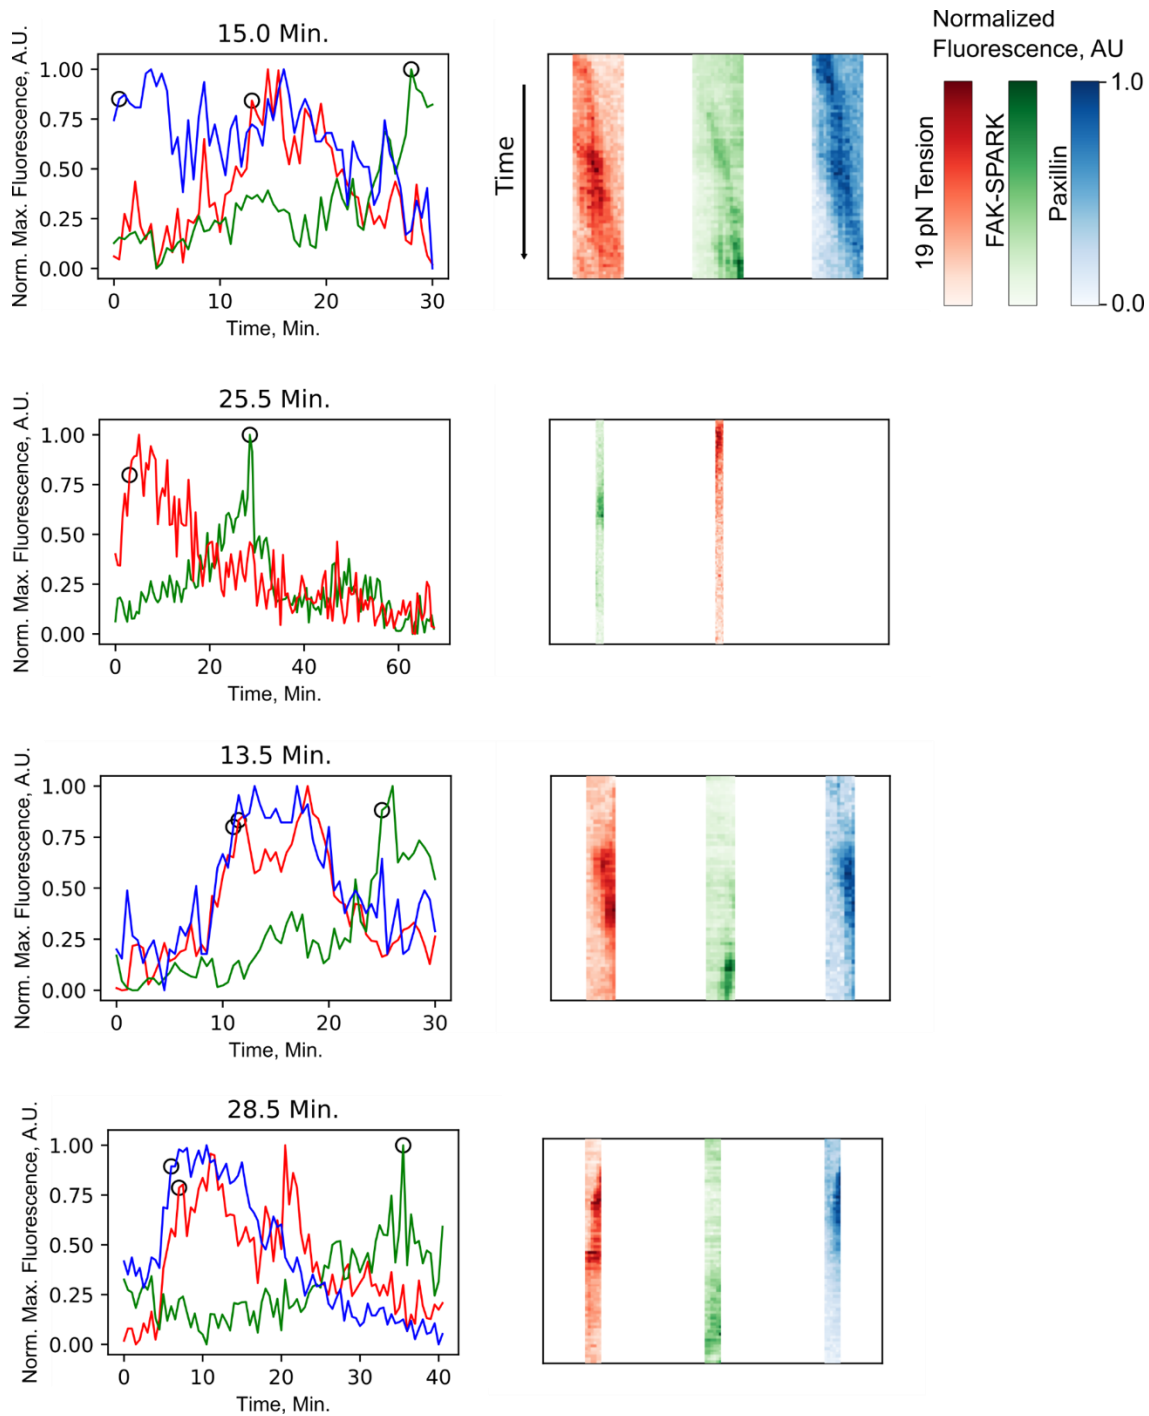 15.0 Min.
Norm. Max. Fluorescence, A.U.
1.00
0.75
0.50
0.25
0.00
0
10
20
30
Time, Min.
Time
Normalized
Fluorescence, AU
19 pN Tension
FAK-SPARK
Paxillin
1.0
0.0
25.5 Min.
Norm. Max. Fluorescence, A.U.
1.00
0.75
0.50
0.25
0.00
0
20
40
60
Time, Min.
13.5 Min.
Norm. Max. Fluorescence, A.U.
1.00
0.75
0.50
0.25
0.00
0
10
20
30
Time, Min.
28.5 Min.
Norm. Max. Fluorescence, A.U.
1.00
0.75
0.50
0.25
0.00
0
10
20
30
40
Time, Min.